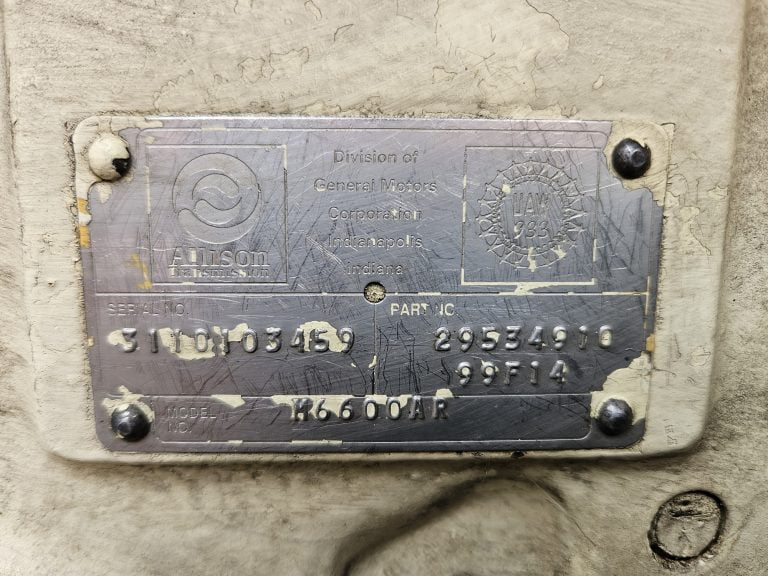 Allison
Transmission
Division of
General Motors
Corporation
Indianapolis
Indiana
UAW
933
SERIAL NO.
3110103459
PART NO.
29534910
99F14
MODEL
NO.
M6600AR